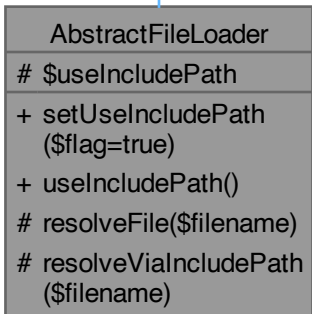 AbstractFileLoader
# $useIncludePath
+ setUseIncludePath
($flag=true)
+ useIncludePath()
# resolveFile($filename)
# resolveViaIncludePath
($filename)